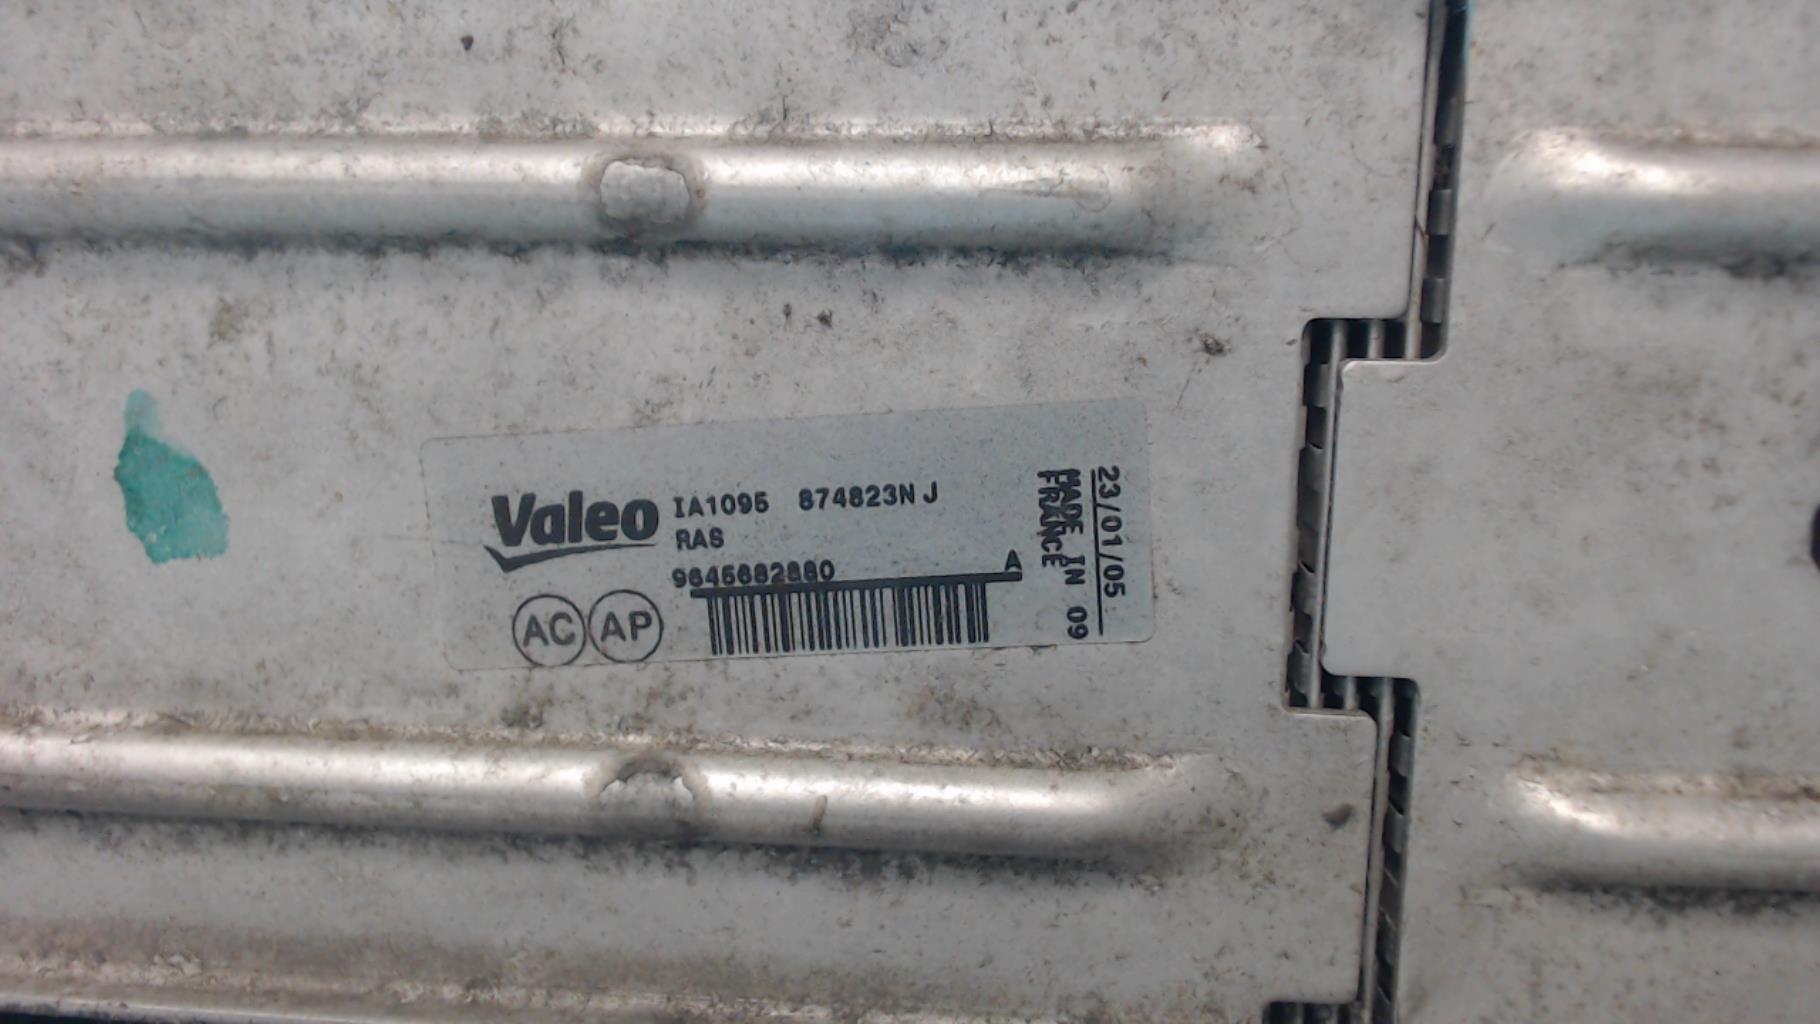 Valeo IA1095 874823N J
RAS
9645682880 A
AC AP
MADE IN 09
FRANCE
23/01/05